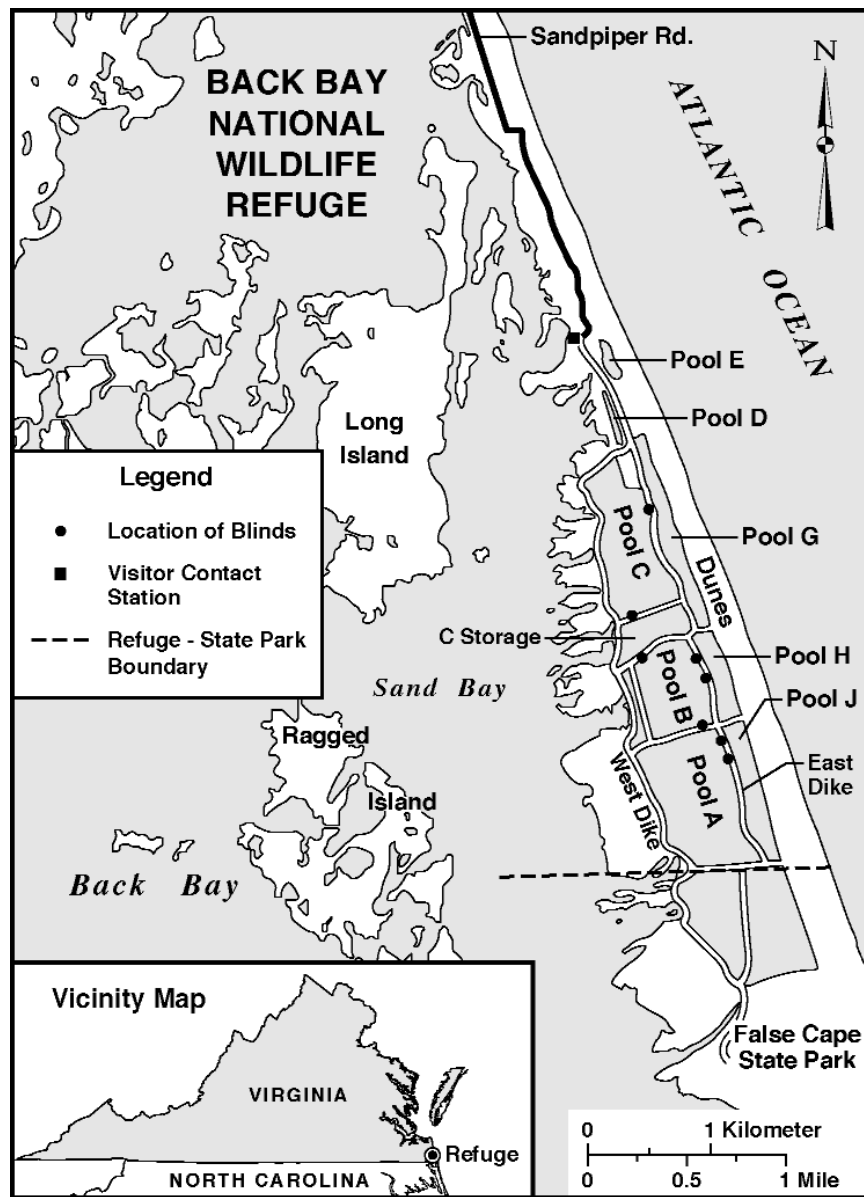 Sandpiper Rd.
BACK BAY
NATIONAL
WILDLIFE
REFUGE
N
ATLANTIC OCEAN
Pool E
Pool D
Long
Island
Legend
Location of Blinds
Visitor Contact
Station
Refuge - State Park
Boundary
Pool C
Pool G
Dunes
C Storage
Pool H
Sand Bay
Pool B
Pool J
Ragged
Island
East
Dike
West Dike
Pool A
Back Bay
False Cape
State Park
Vicinity Map
VIRGINIA
Refuge
NORTH CAROLINA
0 1 Kilometer
0 0.5 1 Mile